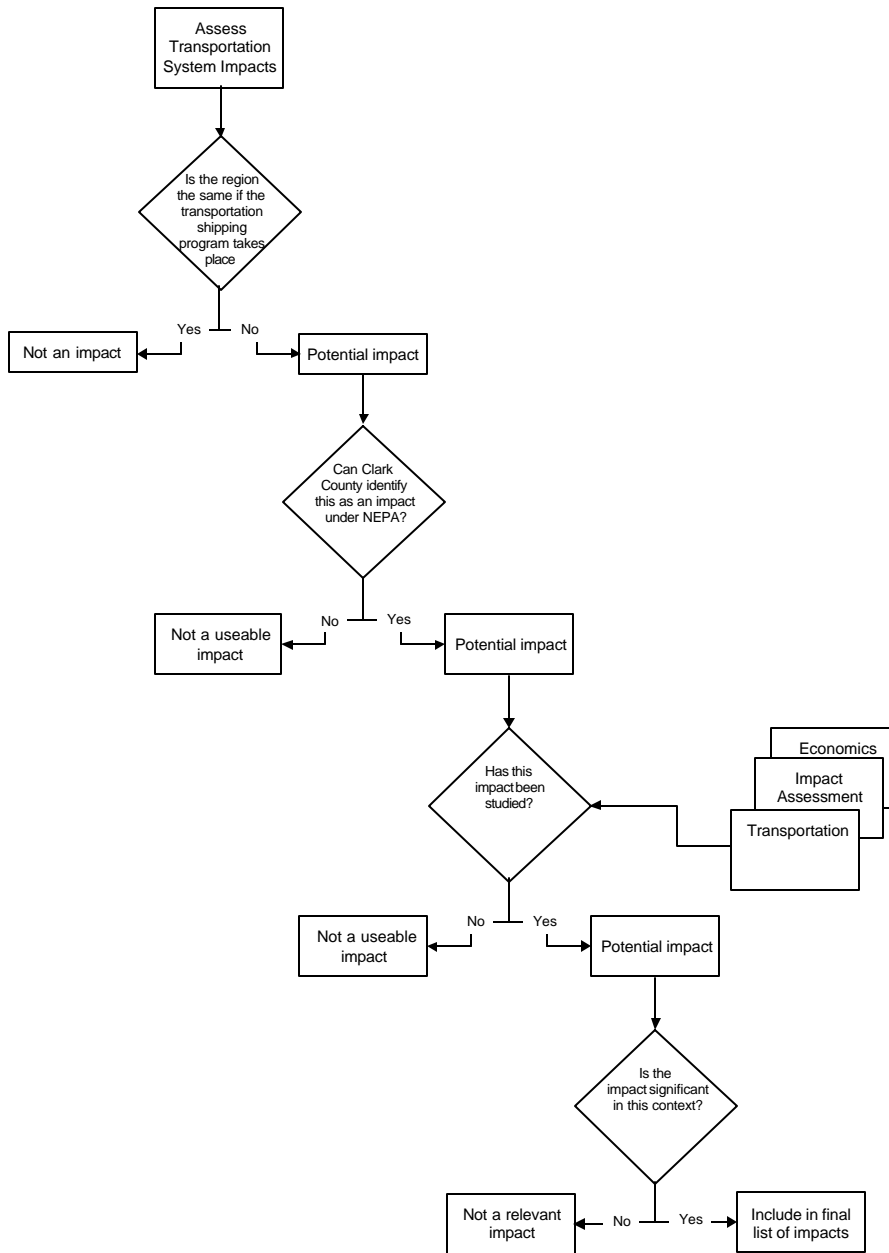 Assess
Transportation
System Impacts
Is the region
the same if the
transportation
shipping
program takes
place
Yes
No
Not an impact
Potential impact
Can Clark
County identify
this as an impact
under NEPA?
No
Yes
Not a useable
impact
Potential impact
Has this
impact been
studied?
Economics
Impact
Assessment
Transportation
No
Yes
Not a useable
impact
Potential impact
Is the
impact significant
in this context?
Not a relevant
impact
No
Yes
Include in final
list of impacts